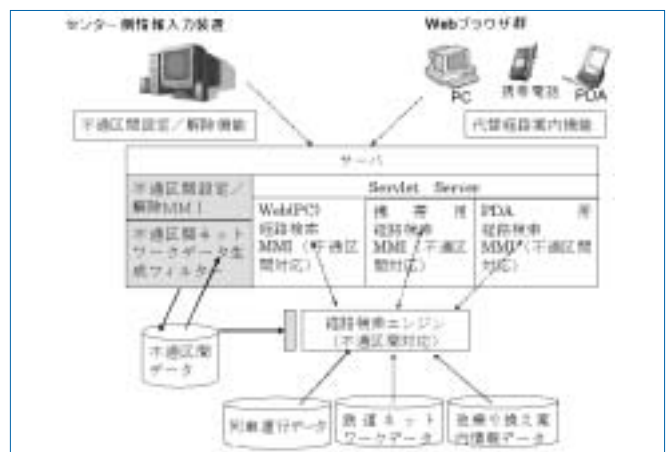 センター側情報入力装置
Webブラウザ群
PC
携帯電話
PDA
不通区間設定／解除機能
代替経路案内機能
サーバ
不通区間設定／
解除MMI
不通区間ネット
ワークデータ生
成フィルター
Servlet Server
Web(PC)
経路検索
MMI（不通区
間対応）
携帯用
経路検索
MMI（不通区
間対応）
PDA用
経路検索
MMI（不通区間
対応）
経路検索エンジン
（不通区間対応）
不通区間
データ
列車運行データ
鉄道ネット
ワークデータ
乗換え案
内情報データ